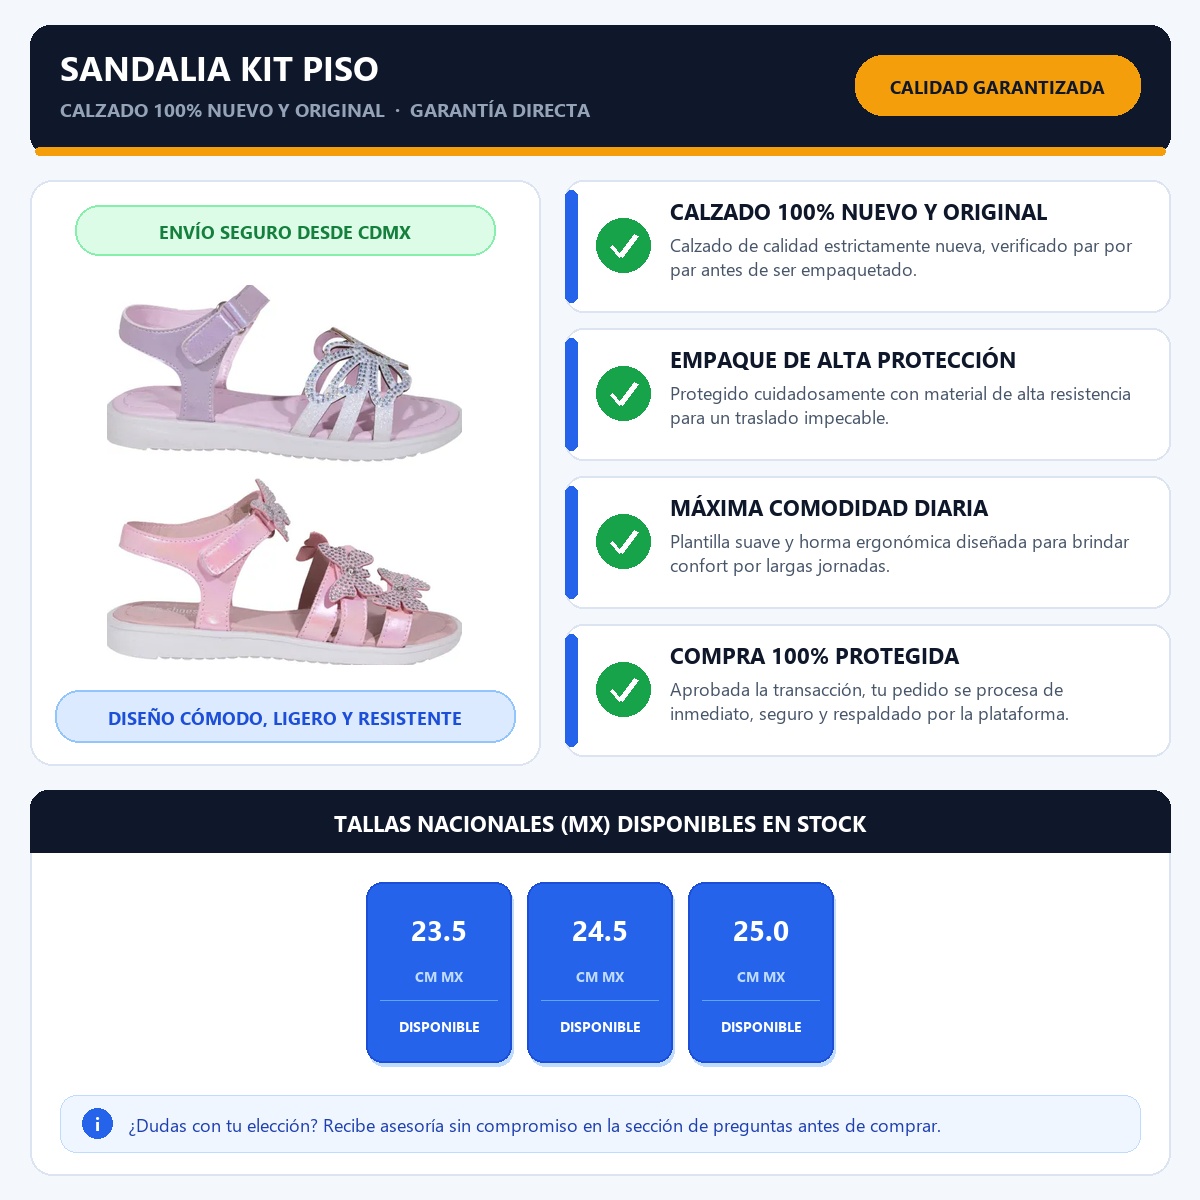 SANDALIA KIT PISO
CALZADO 100% NUEVO Y ORIGINAL · GARANTÍA DIRECTA
CALIDAD GARANTIZADA
ENVÍO SEGURO DESDE CDMX
DISEÑO CÓMODO, LIGERO Y RESISTENTE
CALZADO 100% NUEVO Y ORIGINAL
Calzado de calidad estrictamente nueva, verificado par por
par antes de ser empaquetado.
EMPAQUE DE ALTA PROTECCIÓN
Protegido cuidadosamente con material de alta resistencia
para un traslado impecable.
MÁXIMA COMODIDAD DIARIA
Plantilla suave y horma ergonómica diseñada para brindar
confort por largas jornadas.
COMPRA 100% PROTEGIDA
Aprobada la transacción, tu pedido se procesa de
inmediato, seguro y respaldado por la plataforma.
TALLAS NACIONALES (MX) DISPONIBLES EN STOCK
23.5
CM MX
DISPONIBLE
24.5
CM MX
DISPONIBLE
25.0
CM MX
DISPONIBLE
¿Dudas con tu elección? Recibe asesoría sin compromiso en la sección de preguntas antes de comprar.